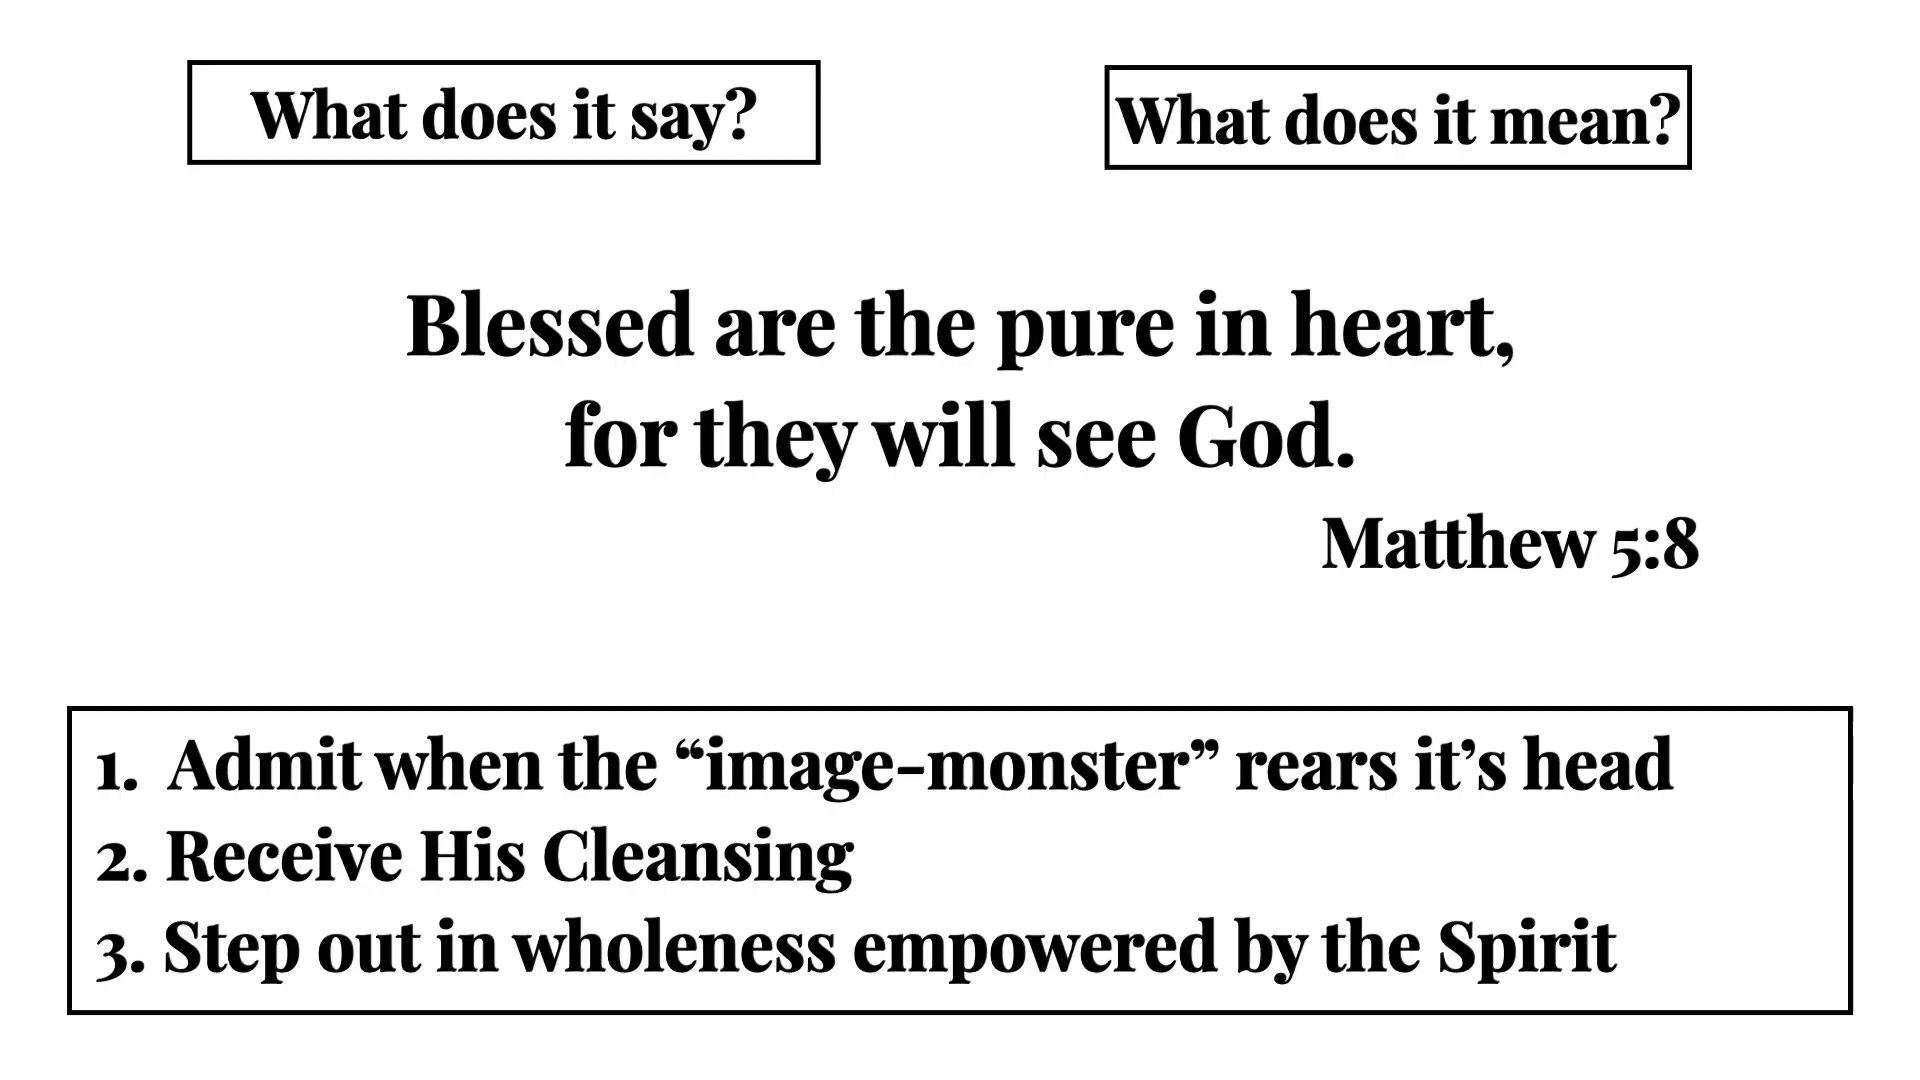 What does it say?
What does it mean?
Blessed are the pure in heart,
for they will see God.
Matthew 5:8
1. Admit when the “image-monster” rears it’s head
2. Receive His Cleansing
3. Step out in wholeness empowered by the Spirit